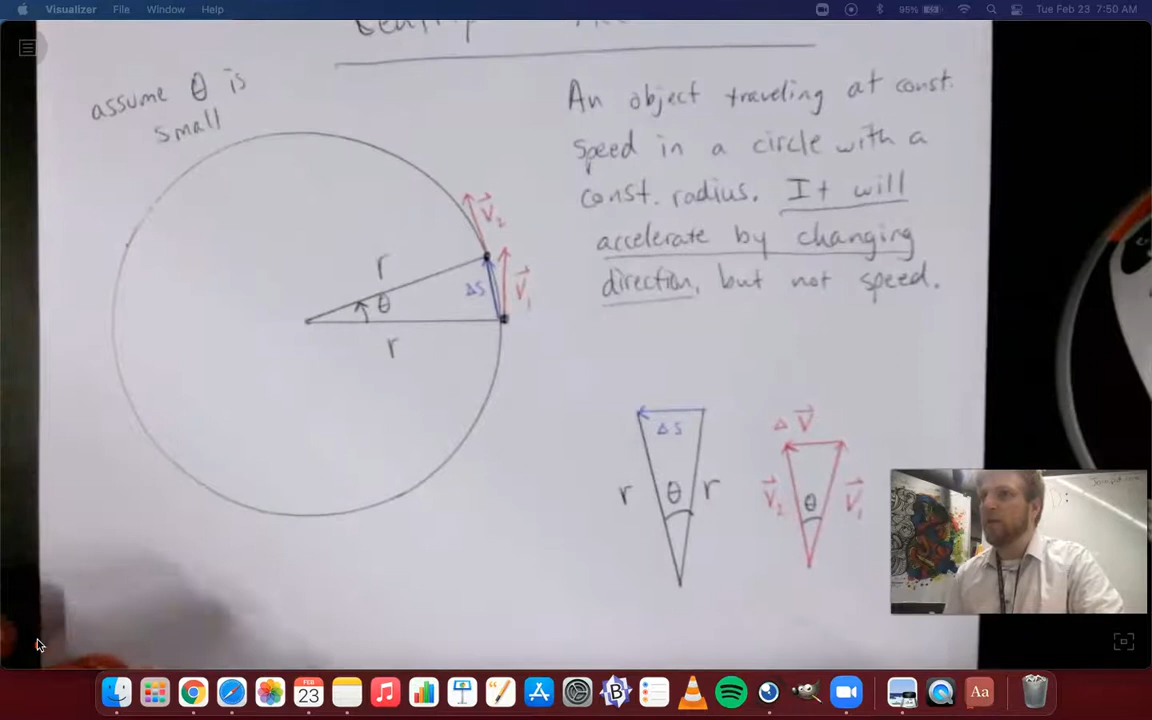 Visualizer File Window Help
95% Tue Feb 23 7:50 AM
assume θ is
small
An object traveling at const.
speed in a circle with a
const. radius. It will
accelerate by changing
direction, but not speed.
V⃗₂
r
Δs
V⃗₁
θ
r
Δs
ΔV⃗
r
θ
r
V⃗₂
θ
V⃗₁
D:
FEB
23
Aa